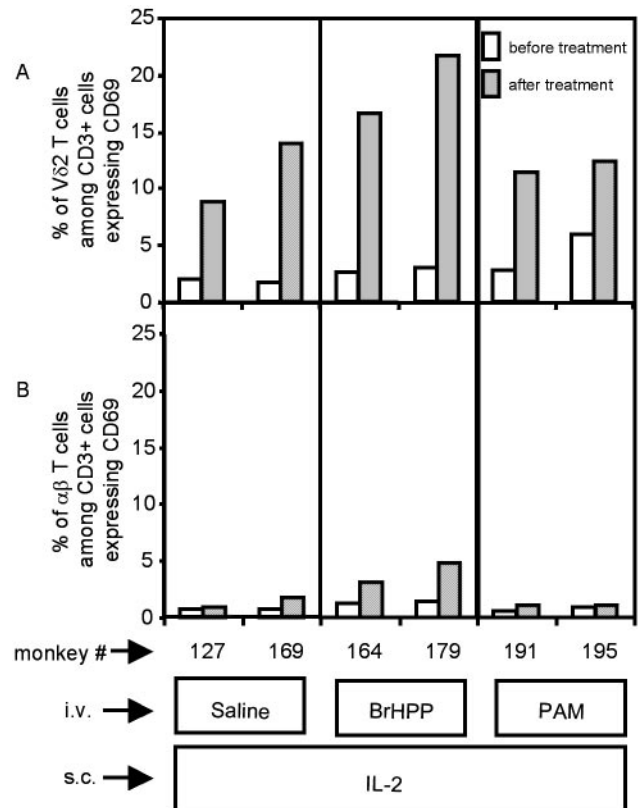 A
% of Vδ2 T cells
among CD3+ cells
expressing CD69
25
20
15
10
5
0
before treatment
after treatment
B
% of αβ T cells
among CD3+ cells
expressing CD69
25
20
15
10
5
0
monkey # 127 169 164 179 191 195
i.v. Saline BrHPP PAM
s.c. IL-2